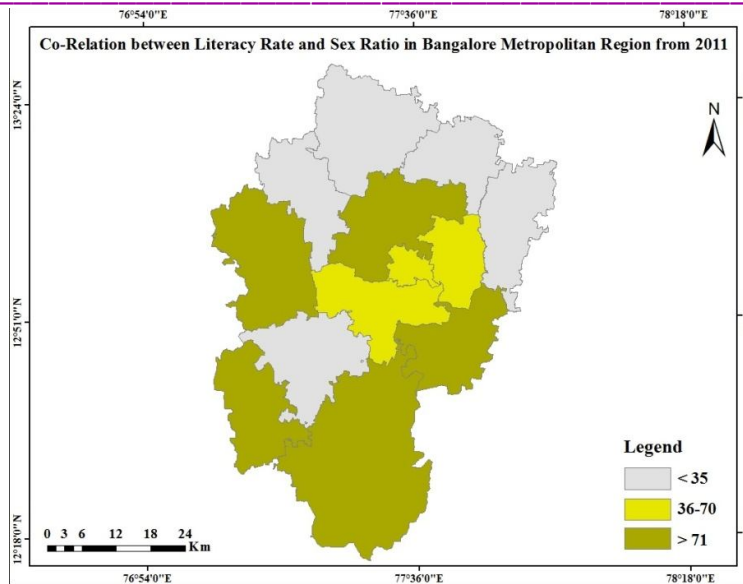 76°54'0"E 77°36'0"E 78°18'0"E
Co-Relation between Literacy Rate and Sex Ratio in Bangalore Metropolitan Region from 2011
13°24'0"N
N
12°51'0"N
Legend
< 35
36-70
> 71
0 3 6 12 18 24
Km
12°18'0"N
76°54'0"E 77°36'0"E 78°18'0"E